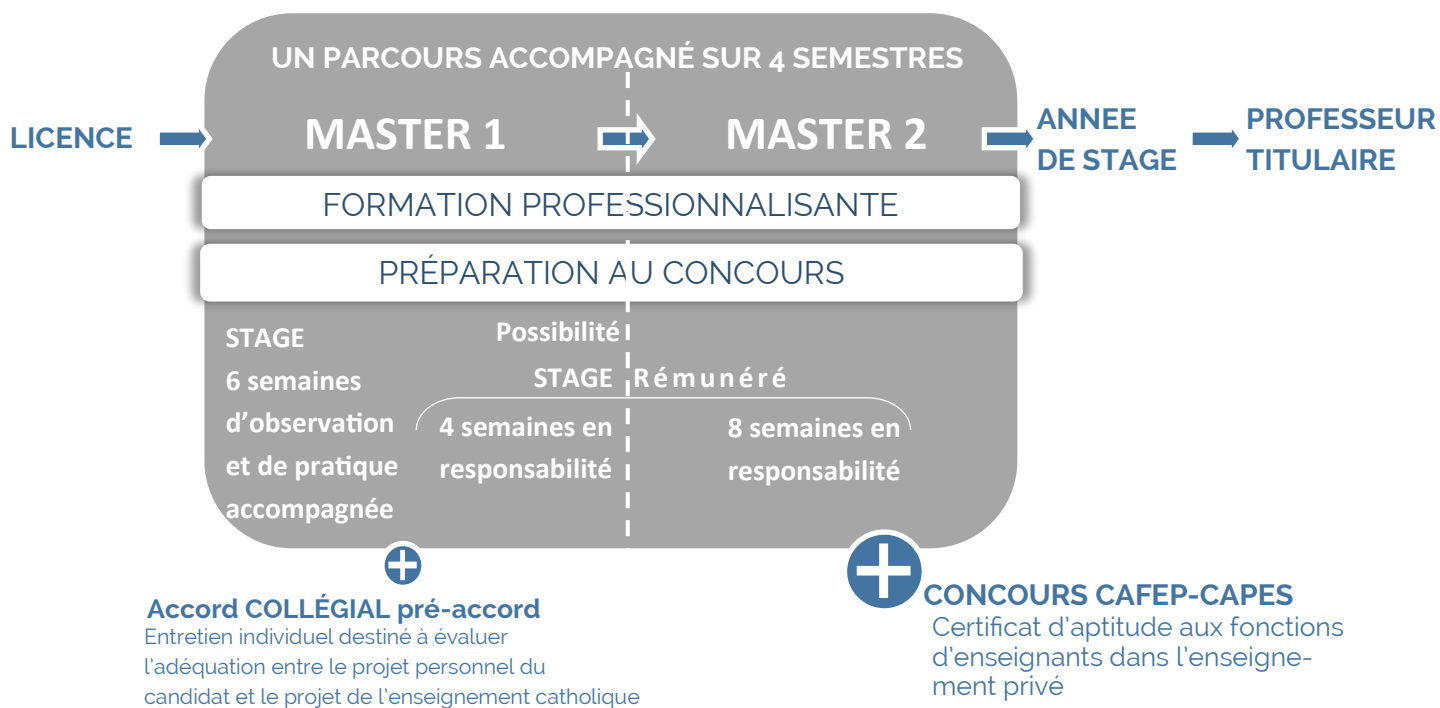 UN PARCOURS ACCOMPAGNÉ SUR 4 SEMESTRES
LICENCE
MASTER 1
MASTER 2
ANNEE
DE STAGE
PROFESSEUR
TITULAIRE
FORMATION PROFESSIONNALISANTE
PRÉPARATION AU CONCOURS
STAGE
6 semaines
d'observation
et de pratique
accompagnée
Possibilité
STAGE Rémunéré
4 semaines en
responsabilité
8 semaines en
responsabilité
Accord COLLÉGIAL pré-accord
Entretien individuel destiné à évaluer
l'adéquation entre le projet personnel du
candidat et le projet de l'enseignement catholique
CONCOURS CAFEP-CAPES
Certificat d'aptitude aux fonctions
d'enseignants dans l'enseigne-
ment privé